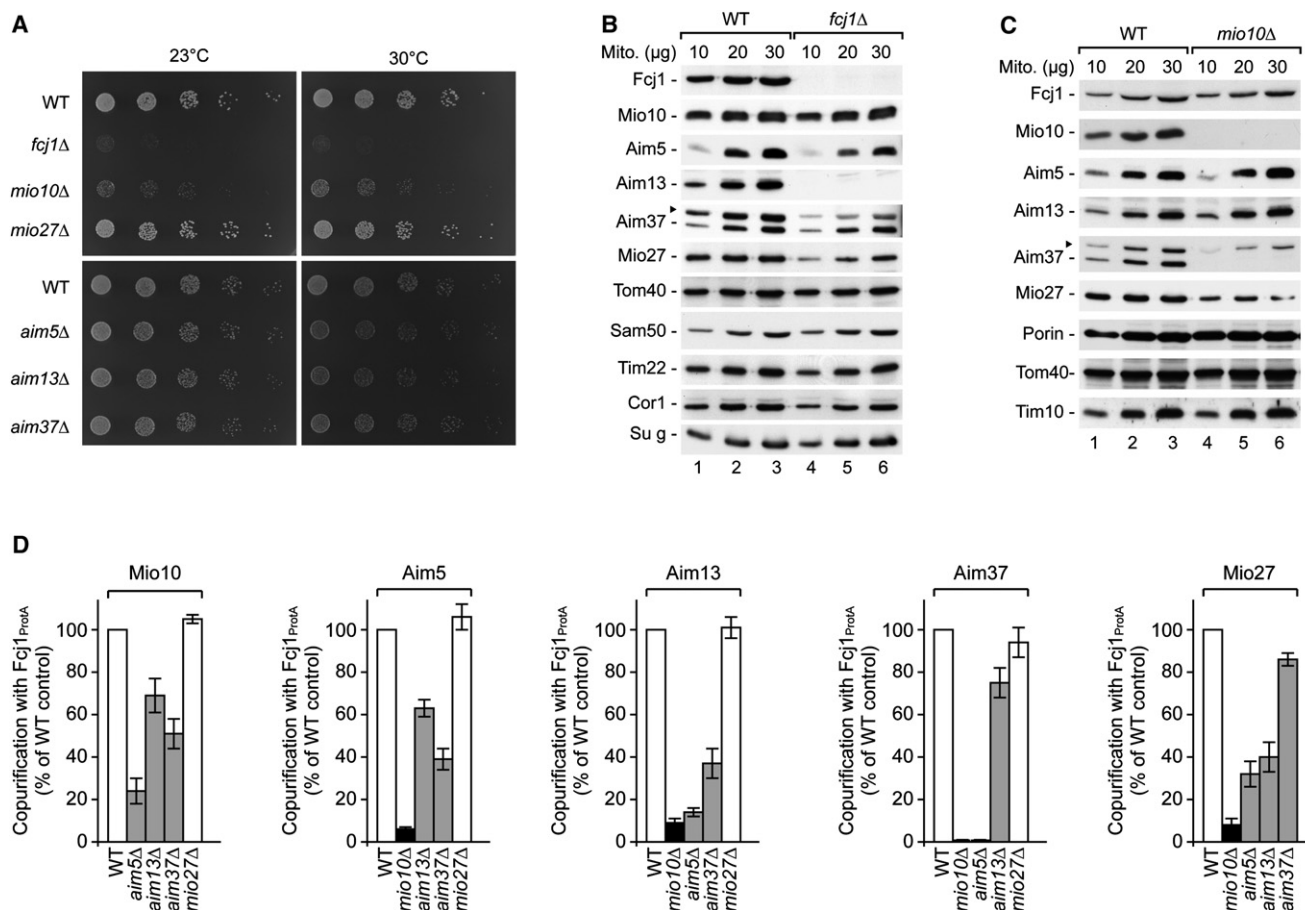 A
23°C 30°C
WT
fcj1Δ
mio10Δ
mio27Δ
WT
aim5Δ
aim13Δ
aim37Δ
B
WT fcj1Δ
Mito. (µg) 10 20 30 10 20 30
Fcj1 -
Mio10 -
Aim5 -
Aim13 -
Aim37 -
Mio27 -
Tom40 -
Sam50 -
Tim22 -
Cor1 -
Su g -
1 2 3 4 5 6
C
WT mio10Δ
Mito. (µg) 10 20 30 10 20 30
Fcj1 -
Mio10 -
Aim5 -
Aim13 -
Aim37 -
Mio27 -
Porin -
Tom40 -
Tim10 -
1 2 3 4 5 6
D
Mio10
Copurification with Fcj1ProtA
(% of WT control)
100
80
60
40
20
0
WT aim5Δ aim13Δ aim37Δ mio27Δ
Aim5
Copurification with Fcj1ProtA
(% of WT control)
100
80
60
40
20
0
WT mio10Δ aim13Δ aim37Δ mio27Δ
Aim13
Copurification with Fcj1ProtA
(% of WT control)
100
80
60
40
20
0
WT mio10Δ aim5Δ aim37Δ mio27Δ
Aim37
Copurification with Fcj1ProtA
(% of WT control)
100
80
60
40
20
0
WT mio10Δ aim5Δ aim13Δ mio27Δ
Mio27
Copurification with Fcj1ProtA
(% of WT control)
100
80
60
40
20
0
WT mio10Δ aim5Δ aim13Δ aim37Δ